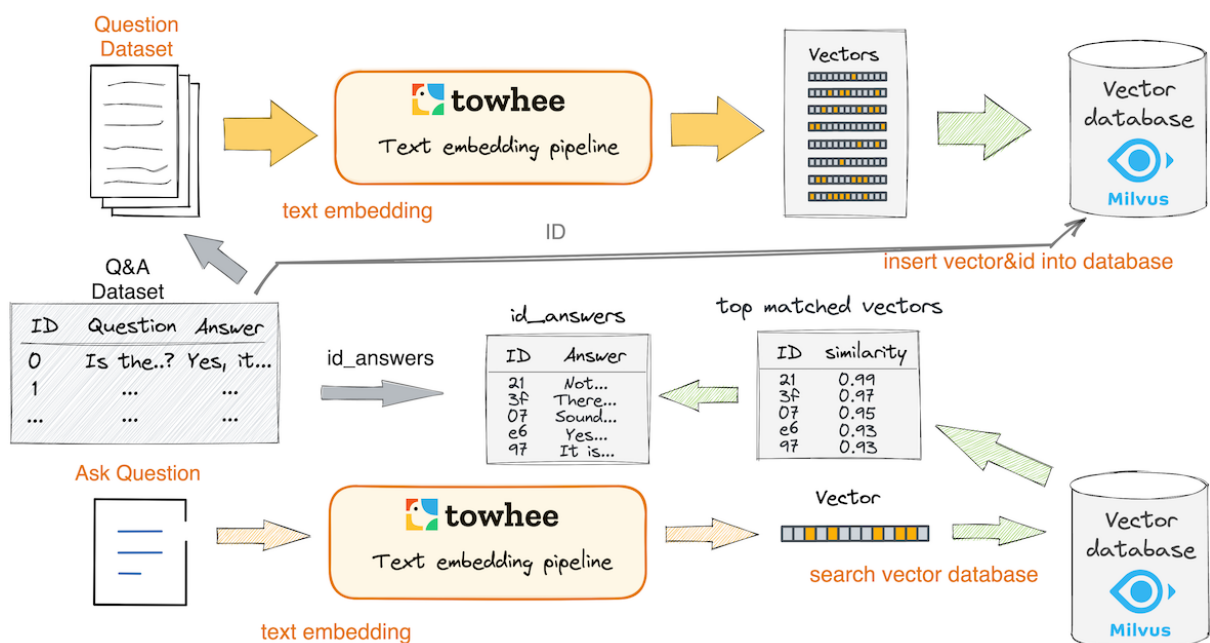 Question
Dataset
towhee
Text embedding pipeline
text embedding
Vectors
Vector
database
Milvus
ID
insert vector&id into database
Q&A
Dataset
ID Question Answer
0 Is the..? Yes, it...
1 ... ...
... ... ...
id_answers
id_answers
ID Answer
21 Not...
3f There...
07 Sound...
e6 Yes...
97 It is...
top matched vectors
ID similarity
21 0.99
3f 0.97
07 0.95
e6 0.93
97 0.93
Ask Question
towhee
Text embedding pipeline
text embedding
Vector
search vector database
Vector
database
Milvus